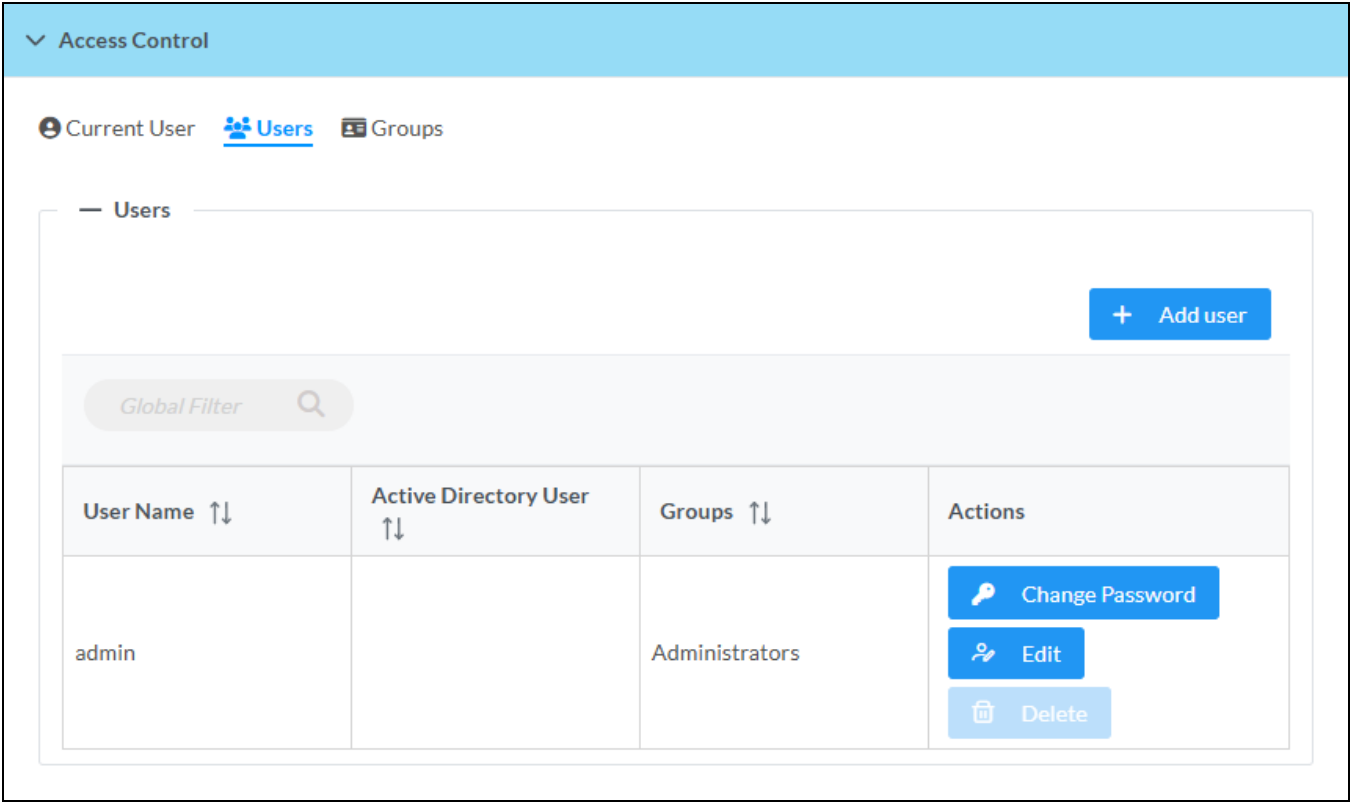 Access Control
Current User Users Groups
Users
Add user
Global Filter
User Name Active Directory User Groups Actions
admin Administrators Change Password
Edit
Delete